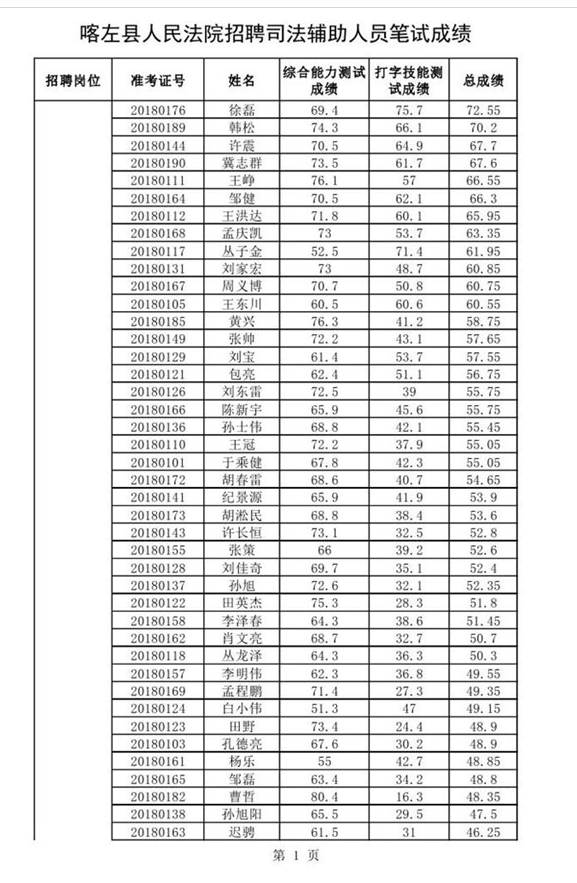 喀左县人民法院招聘司法辅助人员笔试成绩
招聘岗位 准考证号 姓名 综合能力测试成绩 打字技能测试成绩 总成绩
20180176 徐磊 69.4 75.7 72.55
20180189 韩松 74.3 66.1 70.2
20180144 许震 70.5 64.9 67.7
20180190 冀志群 73.5 61.7 67.6
20180111 王峥 76.1 57 66.55
20180164 邹健 70.5 62.1 66.3
20180112 王洪达 71.8 60.1 65.95
20180168 孟庆凯 73 53.7 63.35
20180117 丛子金 52.5 71.4 61.95
20180131 刘家宏 73 48.7 60.85
20180167 周义博 70.7 50.8 60.75
20180105 王东川 60.5 60.6 60.55
20180185 黄兴 76.3 41.2 58.75
20180149 张帅 72.2 43.1 57.65
20180129 刘宝 61.4 53.7 57.55
20180121 包亮 62.4 51.1 56.75
20180126 刘东雷 72.5 39 55.75
20180166 陈新宇 65.9 45.6 55.75
20180136 孙士伟 68.8 42.1 55.45
20180110 王冠 72.2 37.9 55.05
20180101 于乘健 67.8 42.3 55.05
20180172 胡春雷 68.6 40.7 54.65
20180141 纪景源 65.9 41.9 53.9
20180173 胡淞民 68.8 38.4 53.6
20180143 许长恒 73.1 32.5 52.8
20180155 张策 66 39.2 52.6
20180128 刘佳奇 69.7 35.1 52.4
20180137 孙旭 72.6 32.1 52.35
20180122 田英杰 75.3 28.3 51.8
20180158 李泽春 64.3 38.6 51.45
20180162 肖文亮 68.7 32.7 50.7
20180118 丛龙泽 64.3 36.3 50.3
20180157 李明伟 62.3 36.8 49.55
20180169 孟程鹏 71.4 27.3 49.35
20180124 白小伟 51.3 47 49.15
20180123 田野 73.4 24.4 48.9
20180103 孔德亮 67.6 30.2 48.9
20180161 杨乐 55 42.7 48.85
20180165 邹磊 63.4 34.2 48.8
20180182 曹哲 80.4 16.3 48.35
20180138 孙旭阳 65.5 29.5 47.5
20180163 迟骋 61.5 31 46.25
第 1 页